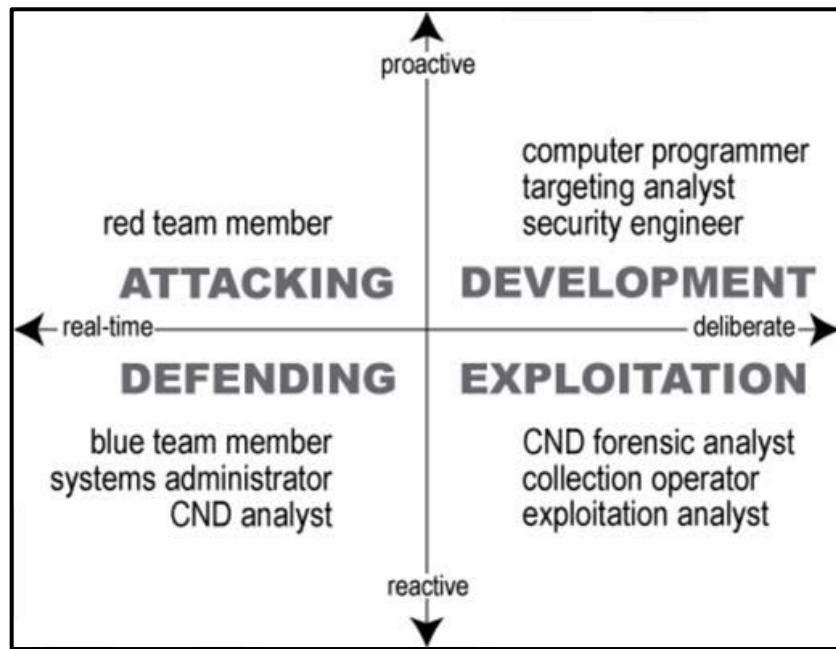 proactive
computer programmer
targeting analyst
red team member
security engineer
ATTACKING
DEVELOPMENT
real-time
deliberate
DEFENDING
EXPLOITATION
blue team member
systems administrator
CND analyst
CND forensic analyst
collection operator
exploitation analyst
reactive